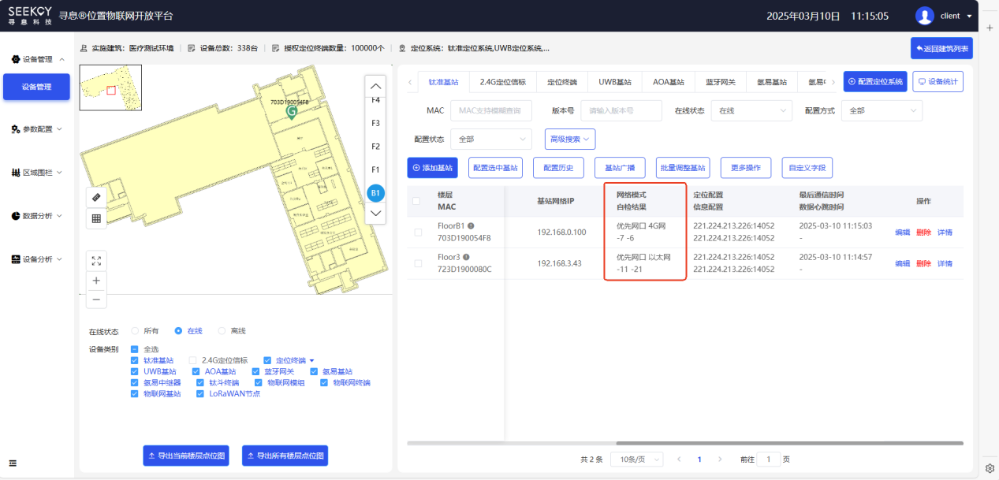 SEEKCY
寻息科技
寻息®位置物联网开放平台
2025年03月10日 11:15:05
client
设备管理
设备管理
参数配置
区域围栏
数据分析
设备分析
实施建筑：医疗测试环境
设备总数：338台
授权定位终端数量：100000个
定位系统：钛准定位系统,UWB定位系统,...
返回建筑列表
703D190054F8
G
F4
F3
F2
F1
B1
在线状态 所有 在线 离线
设备类别 全选
钛准基站 2.4G定位信标 定位终端
UWB基站 AOA基站 蓝牙网关 氦易基站
氦易中继器 钛斗终端 物联网模组 物联网终端
物联网基站 LoRaWAN节点
导出当前楼层点位图 导出所有楼层点位图
钛准基站 2.4G定位信标 定位终端 UWB基站 AOA基站 蓝牙网关 氦易基站
配置定位系统 设备统计
MAC MAC支持模糊查询 版本号 请输入版本号 在线状态 在线 配置方式 全部
配置状态 全部 高级搜索
添加基站 配置选中基站 配置历史 基站广播 批量调整基站 更多操作 自定义字段
楼层
MAC
基站网络IP
网络模式
自检结果
定位配置
信息配置
最后通信时间
数据心跳时间
操作
FloorB1
703D190054F8
192.168.0.100
优先网口 4G网
-7 -6
221.224.213.226:14052
221.224.213.226:14052
2025-03-10 11:15:03
-
编辑 删除 详情
Floor3
723D1900080C
192.168.3.43
优先网口 以太网
-11 -21
221.224.213.226:14052
221.224.213.226:14052
2025-03-10 11:14:57
-
编辑 删除 详情
共 2 条 10条/页 1 前往 1 页